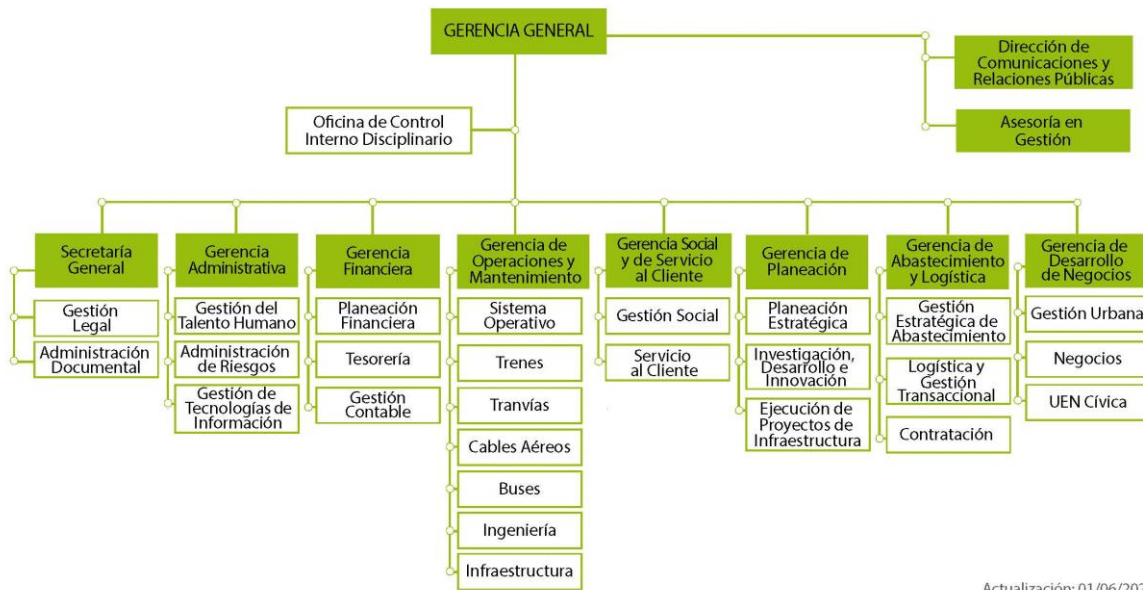 GERENCIA GENERAL
Dirección de
Comunicaciones y
Relaciones Públicas
Oficina de Control
Interno Disciplinario
Asesoría en
Gestión
Secretaría
General
Gestión
Legal
Administración
Documental
Gerencia
Administrativa
Gestión del
Talento Humano
Administración
de Riesgos
Gestión de
Tecnologías de
Información
Gerencia
Financiera
Planeación
Financiera
Tesorería
Gestión
Contable
Gerencia de
Operaciones y
Mantenimiento
Sistema
Operativo
Trenes
Tranvías
Cables Aéreos
Buses
Ingeniería
Infraestructura
Gerencia Social
y de Servicio
al Cliente
Gestión Social
Servicio
al Cliente
Gerencia
de Planeación
Planeación
Estratégica
Investigación,
Desarrollo e
Innovación
Ejecución de
Proyectos de
Infraestructura
Gerencia de
Abastecimiento
y Logística
Gestión
Estratégica de
Abastecimiento
Logística y
Gestión
Transaccional
Contratación
Gerencia de
Desarrollo
de Negocios
Gestión Urbana
Negocios
UEN Cívica
Actualización: 01/06/202